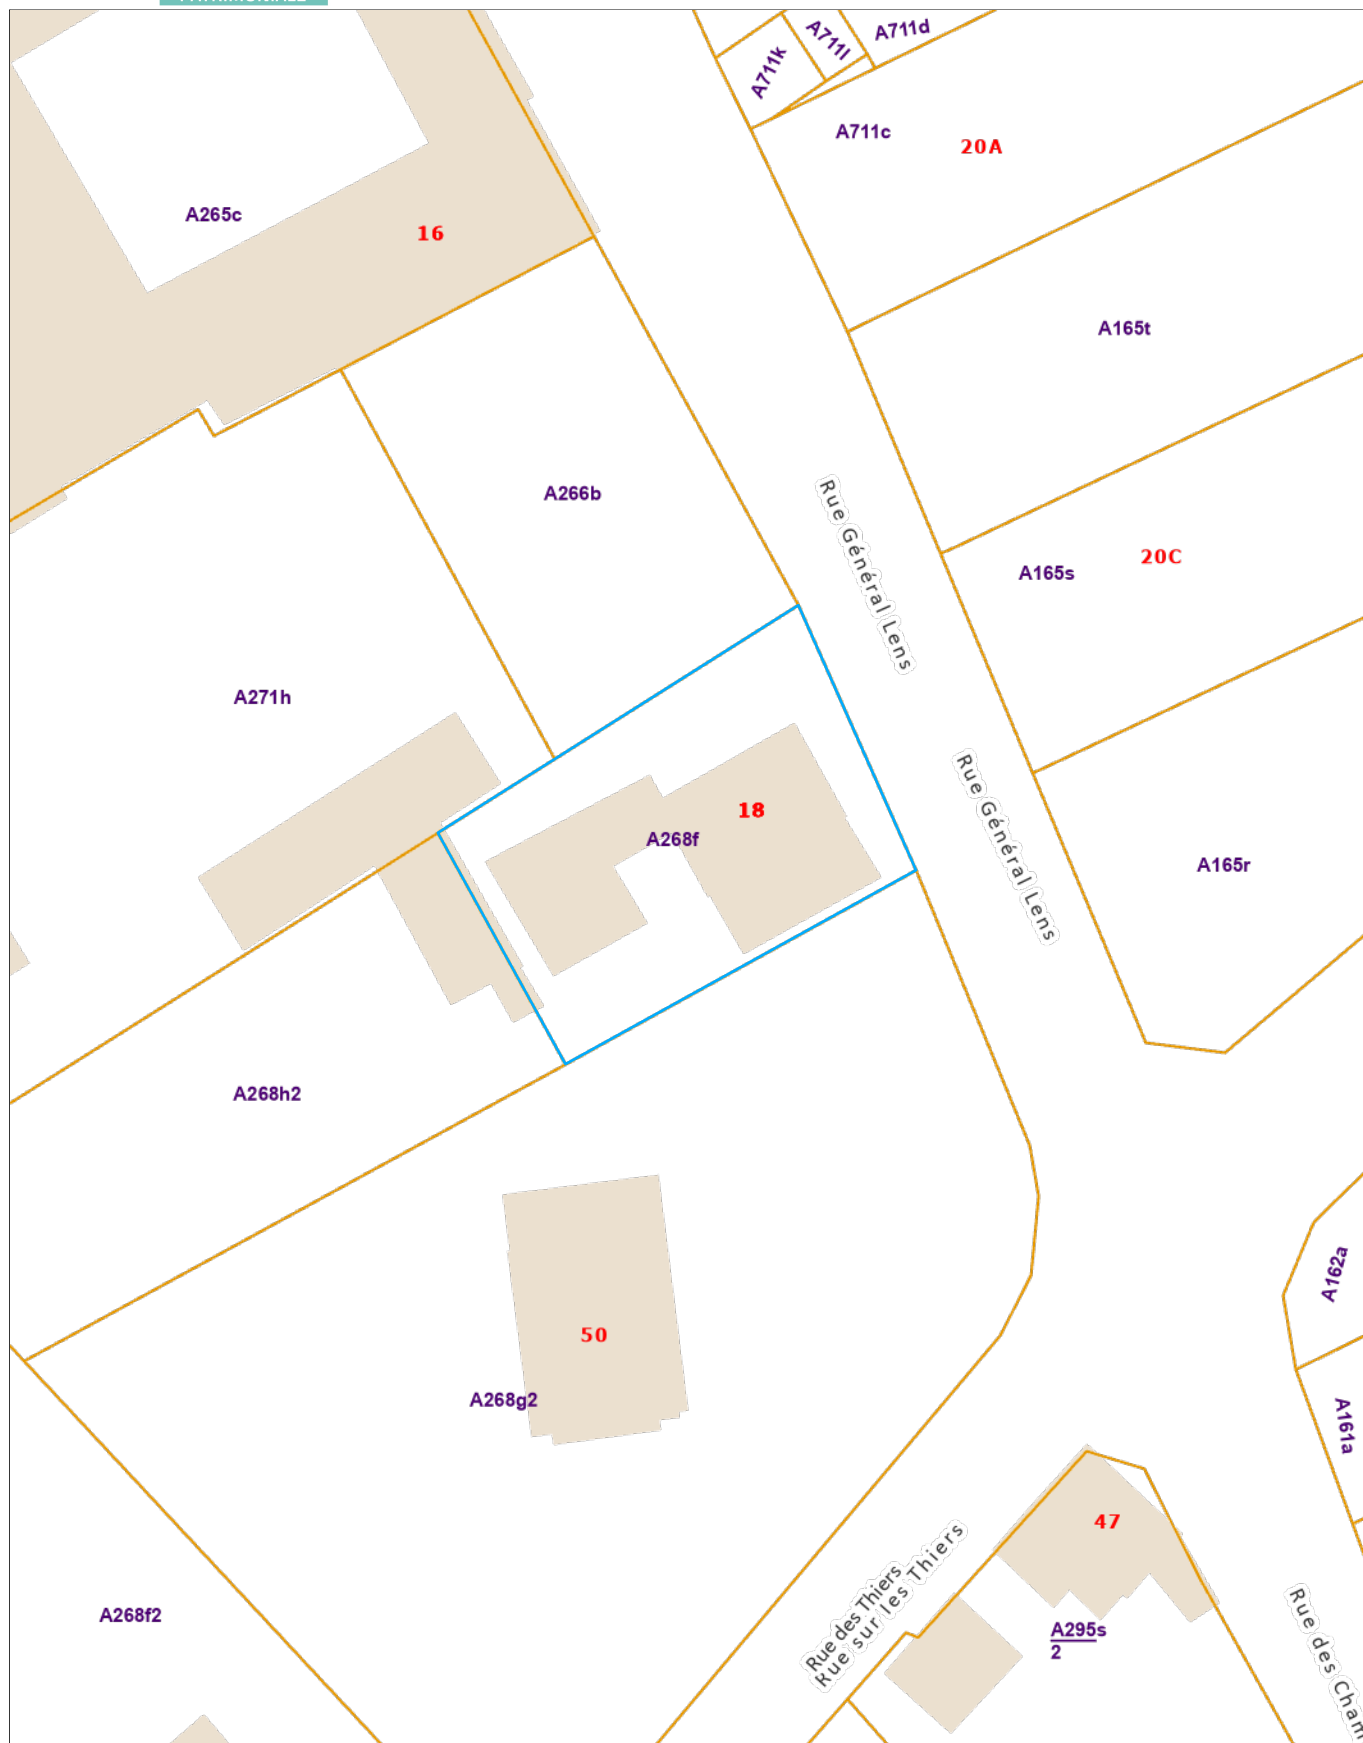 A711k
A711l
A711d
A711c
20A
A265c
16
A165t
A266b
Rue Général Lens
20C
A165s
A271h
Rue Général Lens
18
A268f
A165r
A268h2
A162a
50
A268g2
A161a
47
Rue des Thiers
Rue sur les Thiers
A268f2
A295s
2
Rue des Cham